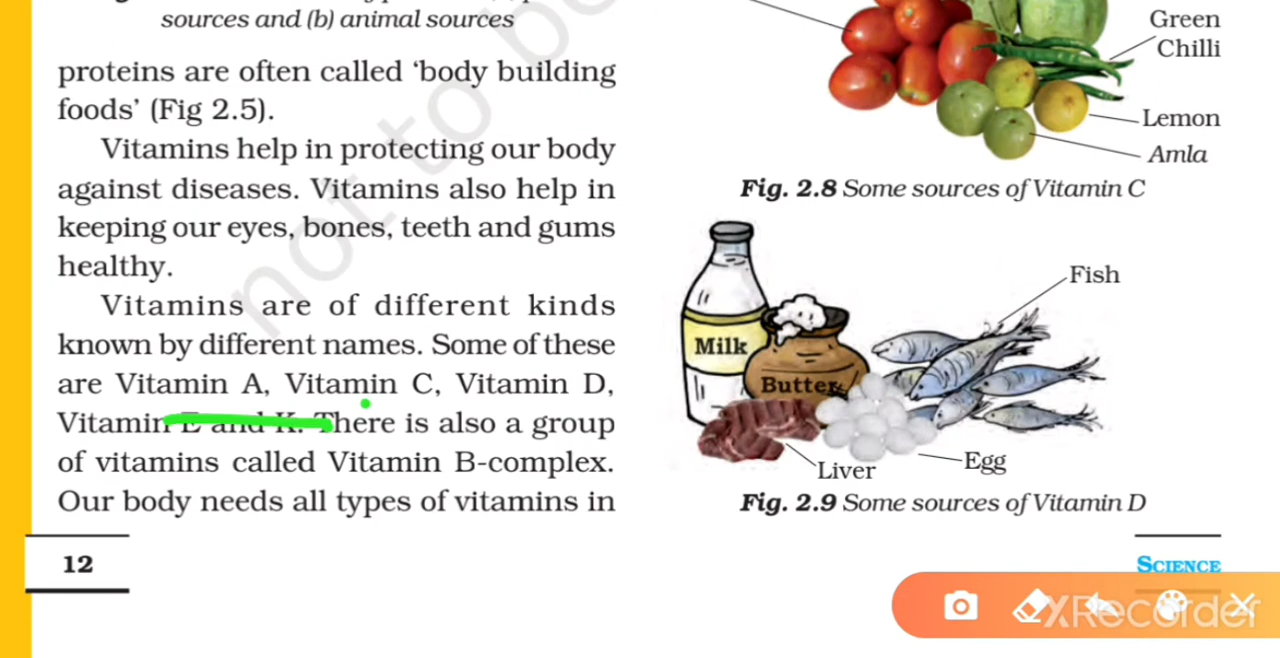 sources and (b) animal sources
proteins are often called ‘body building
foods’ (Fig 2.5).
Vitamins help in protecting our body
against diseases. Vitamins also help in
keeping our eyes, bones, teeth and gums
healthy.
Vitamins are of different kinds
known by different names. Some of these
are Vitamin A, Vitamin C, Vitamin D,
Vitamin E and K. There is also a group
of vitamins called Vitamin B-complex.
Our body needs all types of vitamins in
12
not to be
Green
Chilli
Lemon
Amla
Fig. 2.8 Some sources of Vitamin C
Fish
Milk
Butter
Liver
Egg
Fig. 2.9 Some sources of Vitamin D
SCIENCE
XRecorder